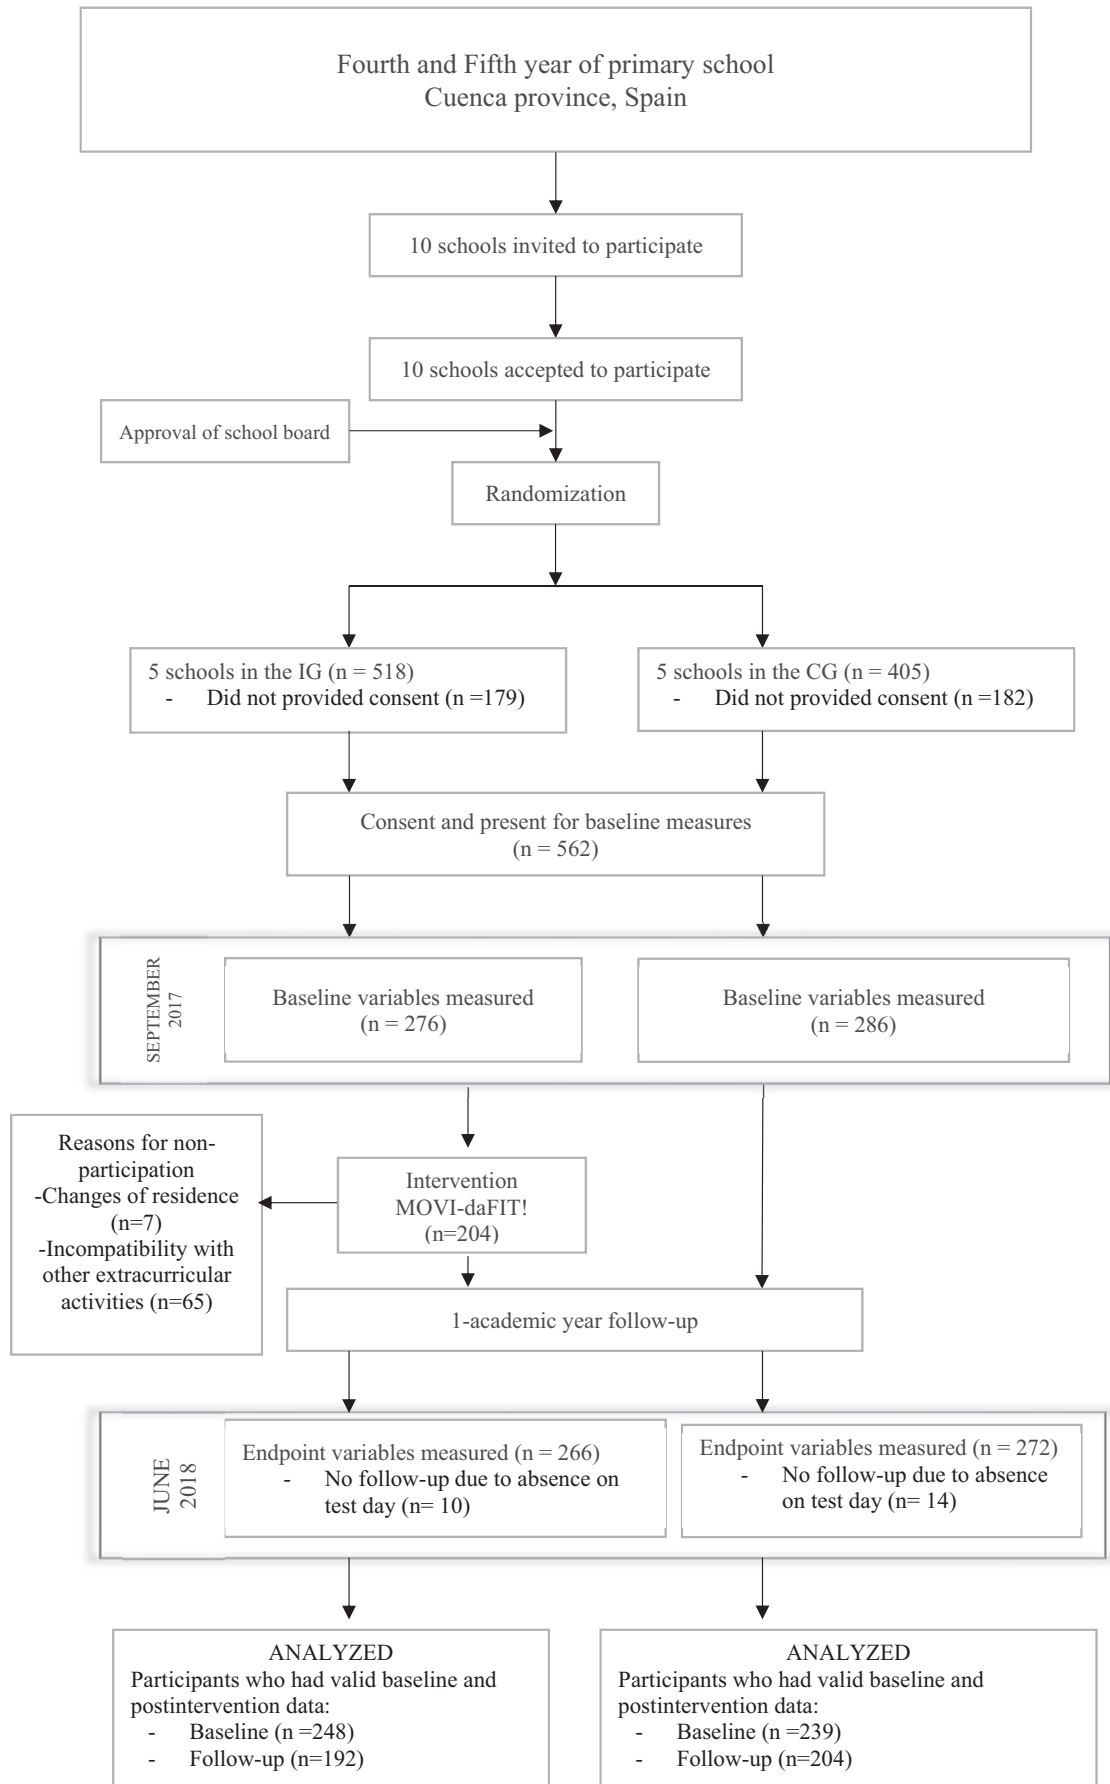 Fourth and Fifth year of primary school
Cuenca province, Spain
10 schools invited to participate
10 schools accepted to participate
Approval of school board
Randomization
5 schools in the IG (n = 518)
- Did not provided consent (n =179)
5 schools in the CG (n = 405)
- Did not provided consent (n =182)
Consent and present for baseline measures
(n = 562)
SEPTEMBER
2017
Baseline variables measured
(n = 276)
Baseline variables measured
(n = 286)
Reasons for non-
participation
-Changes of residence
(n=7)
-Incompatibility with
other extracurricular
activities (n=65)
Intervention
MOVI-daFIT!
(n=204)
1-academic year follow-up
JUNE
2018
Endpoint variables measured (n = 266)
- No follow-up due to absence on
test day (n= 10)
Endpoint variables measured (n = 272)
- No follow-up due to absence
on test day (n= 14)
ANALYZED
Participants who had valid baseline and
postintervention data:
- Baseline (n =248)
- Follow-up (n=192)
ANALYZED
Participants who had valid baseline and
postintervention data:
- Baseline (n =239)
- Follow-up (n=204)